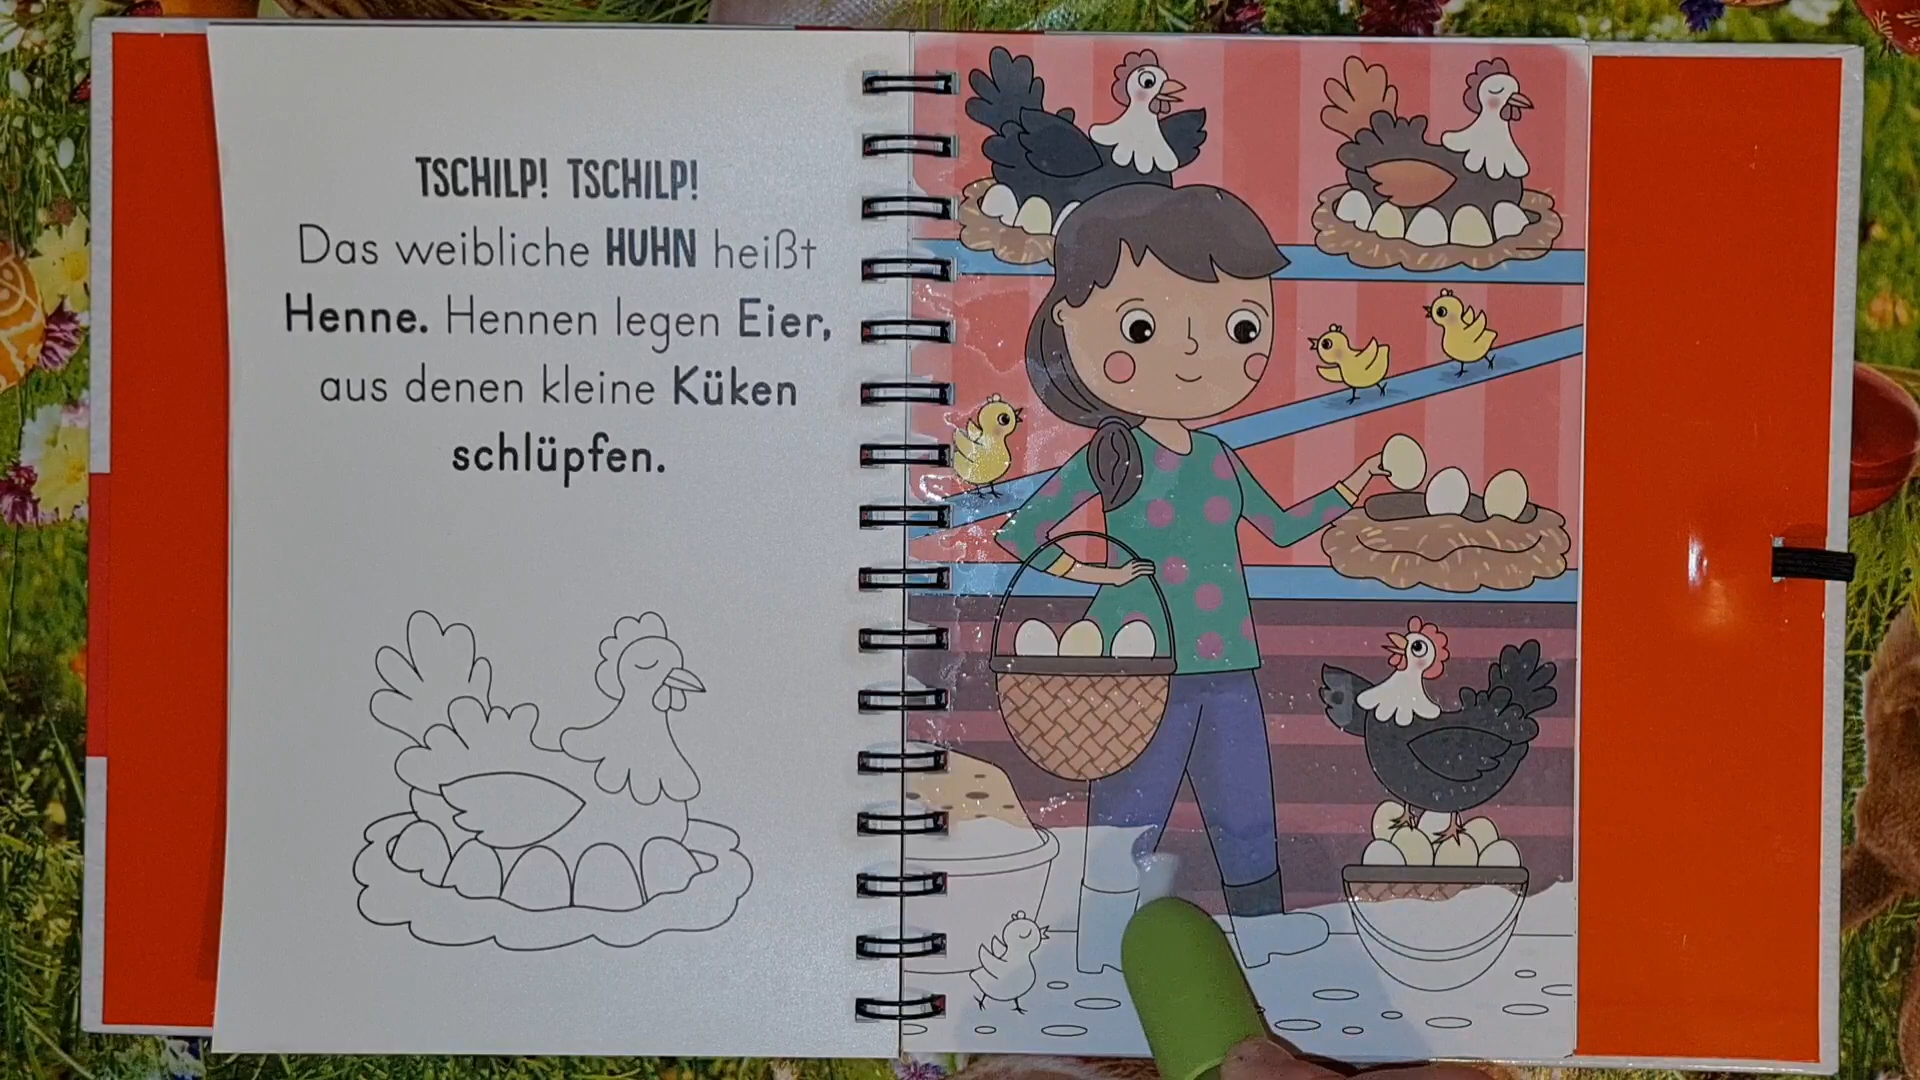 TSCHILP! TSCHILP!
Das weibliche HUHN heißt
Henne. Hennen legen Eier,
aus denen kleine Küken
schlüpfen.